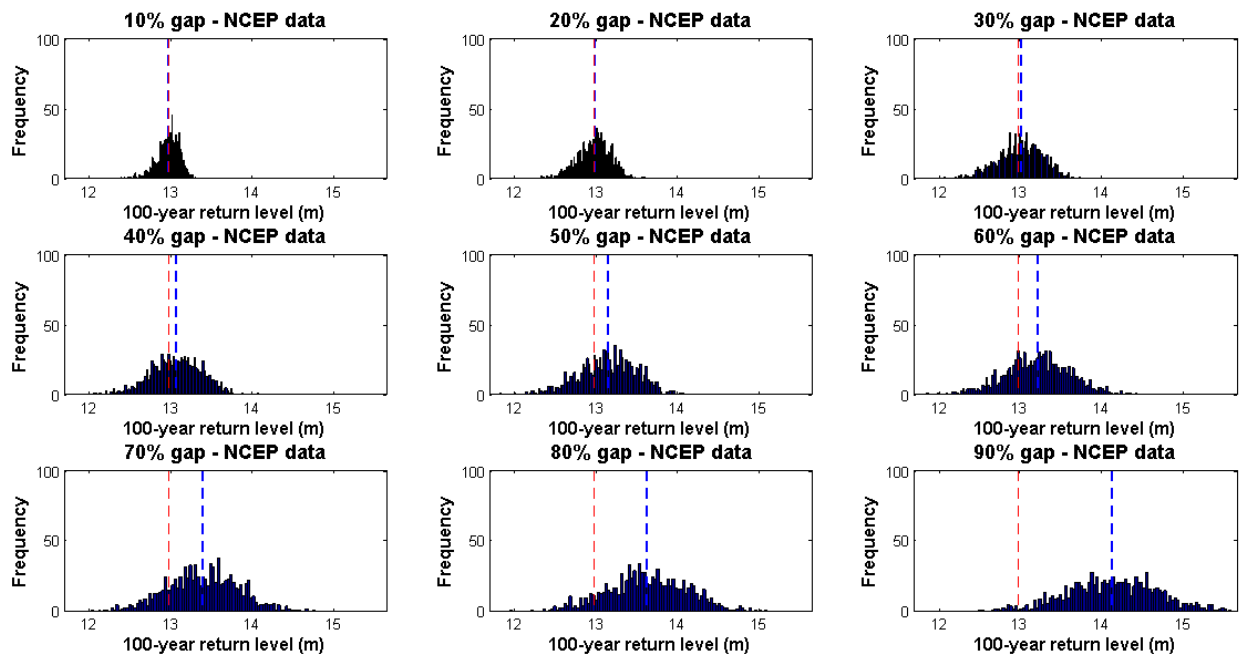 10% gap - NCEP data
20% gap - NCEP data
30% gap - NCEP data
100
50
0
Frequency
12 13 14 15
100-year return level (m)
100
50
0
Frequency
12 13 14 15
100-year return level (m)
100
50
0
Frequency
12 13 14 15
100-year return level (m)
40% gap - NCEP data
50% gap - NCEP data
60% gap - NCEP data
100
50
0
Frequency
12 13 14 15
100-year return level (m)
100
50
0
Frequency
12 13 14 15
100-year return level (m)
100
50
0
Frequency
12 13 14 15
100-year return level (m)
70% gap - NCEP data
80% gap - NCEP data
90% gap - NCEP data
100
50
0
Frequency
12 13 14 15
100-year return level (m)
100
50
0
Frequency
12 13 14 15
100-year return level (m)
100
50
0
Frequency
12 13 14 15
100-year return level (m)